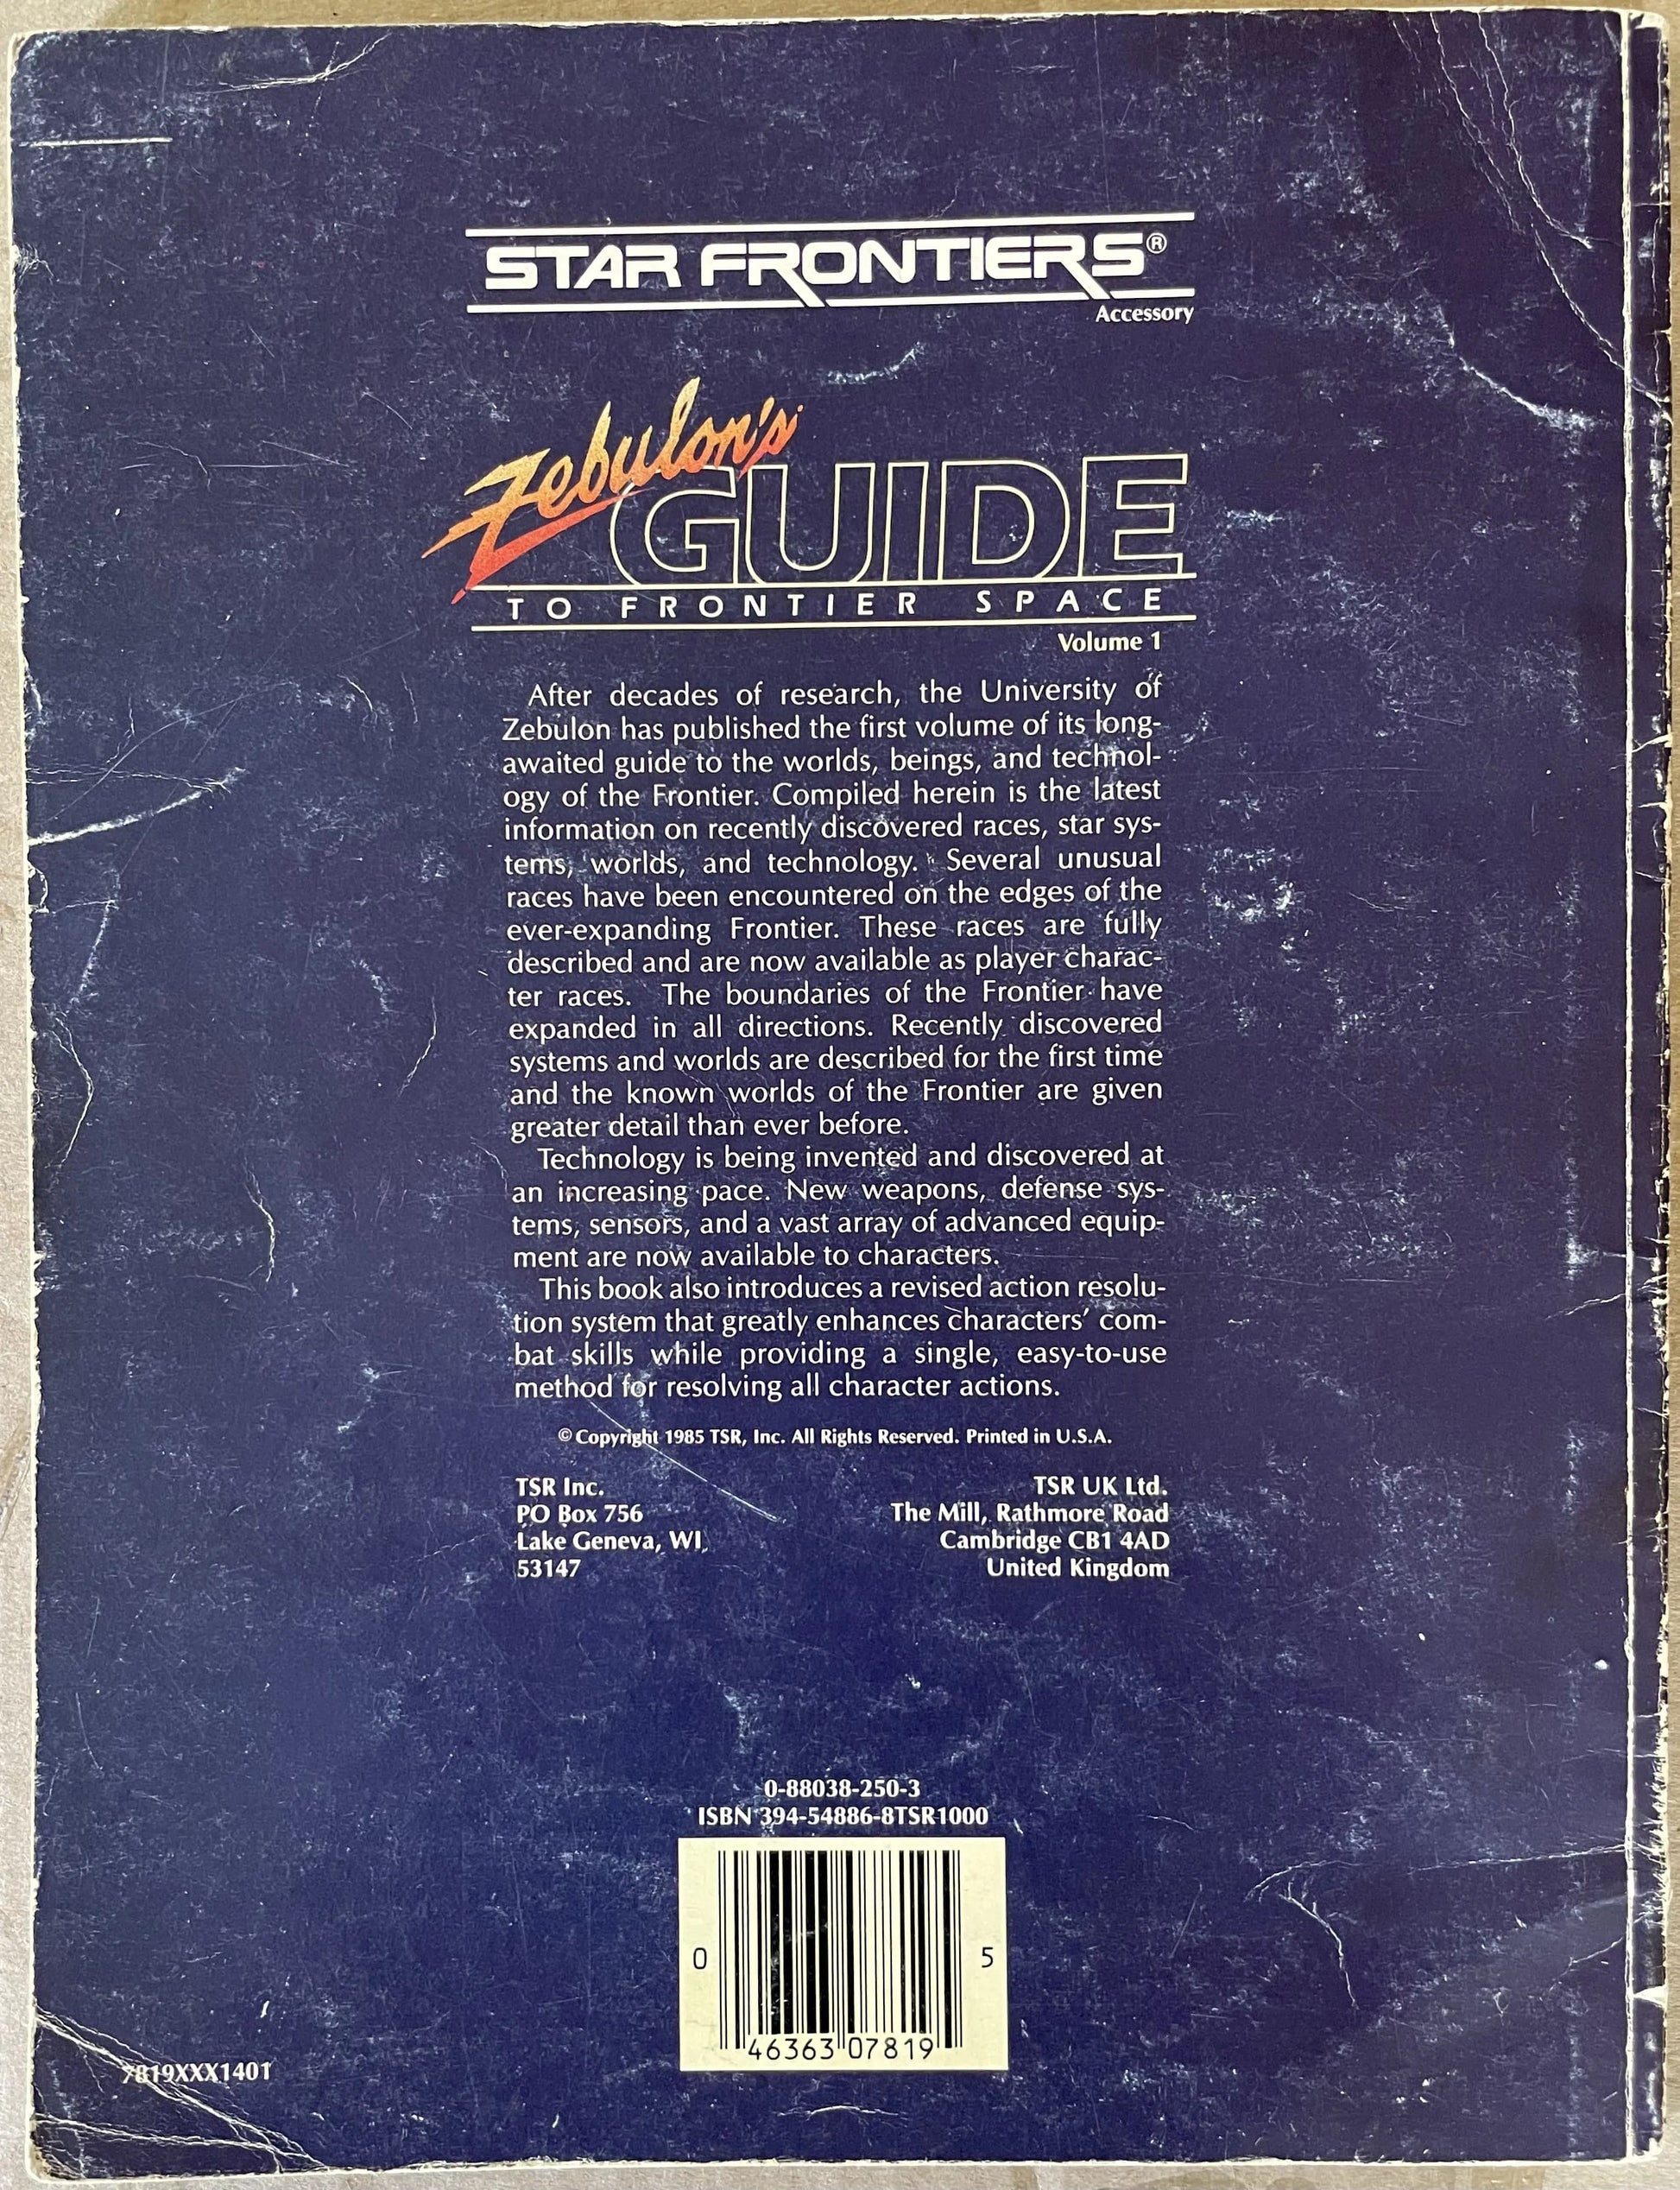 STAR FRONTIERS®
Accessory
Zebulon's
GUIDE
TO FRONTIER SPACE
Volume 1
After decades of research, the University of
Zebulon has published the first volume of its long-
awaited guide to the worlds, beings, and technol-
ogy of the Frontier. Compiled herein is the latest
information on recently discovered races, star sys-
tems, worlds, and technology. Several unusual
races have been encountered on the edges of the
ever-expanding Frontier. These races are fully
described and are now available as player charac-
ter races. The boundaries of the Frontier have
expanded in all directions. Recently discovered
systems and worlds are described for the first time
and the known worlds of the Frontier are given
greater detail than ever before.
Technology is being invented and discovered at
an increasing pace. New weapons, defense sys-
tems, sensors, and a vast array of advanced equip-
ment are now available to characters.
This book also introduces a revised action resolu-
tion system that greatly enhances characters' com-
bat skills while providing a single, easy-to-use
method for resolving all character actions.
© Copyright 1985 TSR, Inc. All Rights Reserved. Printed in U.S.A.
TSR Inc.
PO Box 756
Lake Geneva, WI
53147
TSR UK Ltd.
The Mill, Rathmore Road
Cambridge CB1 4AD
United Kingdom
0-88038-250-3
ISBN 394-54886-8TSR1000
0 46363 07819 5
7819XXX1401